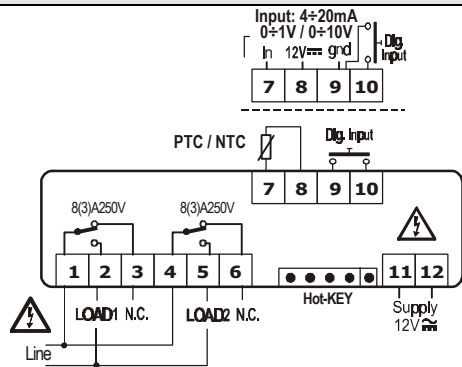 Input: 4÷20mA
0÷1V / 0÷10V
In 12V⎓ gnd
Dig. Input
7 8 9 10
PTC / NTC
Dig. Input
7 8 9 10
8(3)A250V 8(3)A250V
1 2 3 4 5 6 11 12
Hot-KEY
LOAD1 N.C. LOAD2 N.C.
Supply
12V⎓~
Line